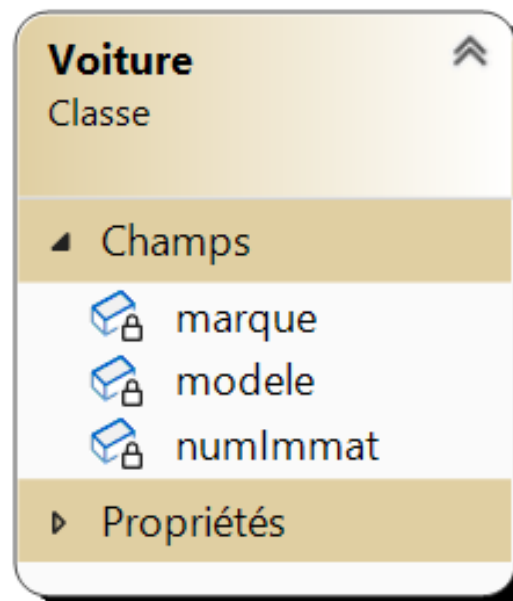 Voiture
Classe
Champs
marque
modele
numImmat
Propriétés